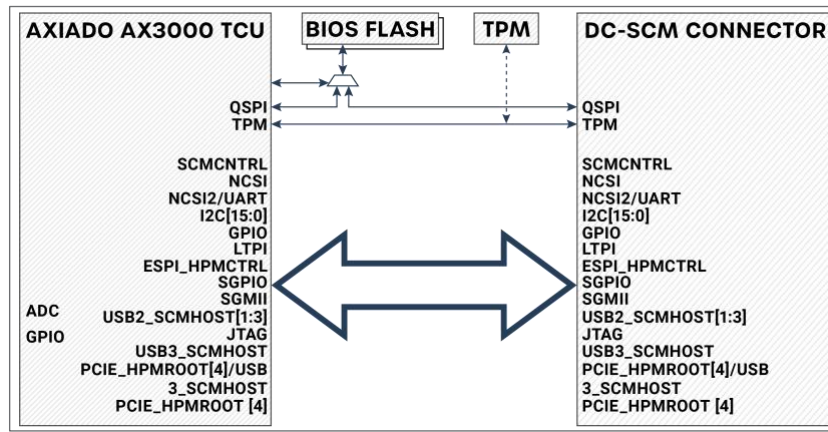 AXIADO AX3000 TCU
BIOS FLASH
TPM
DC-SCM CONNECTOR
QSPI
TPM
SCMCNTRL
NCSI
NCSI2/UART
I2C[15:0]
GPIO
LTPI
ESPI_HPMCTRL
SGPIO
SGMII
USB2_SCMHOST[1:3]
JTAG
USB3_SCMHOST
PCIE_HPMROOT[4]/USB
3_SCMHOST
PCIE_HPMROOT [4]
ADC
GPIO
QSPI
TPM
SCMCNTRL
NCSI
NCSI2/UART
I2C[15:0]
GPIO
LTPI
ESPI_HPMCTRL
SGPIO
SGMII
USB2_SCMHOST[1:3]
JTAG
USB3_SCMHOST
PCIE_HPMROOT[4]/USB
3_SCMHOST
PCIE_HPMROOT [4]